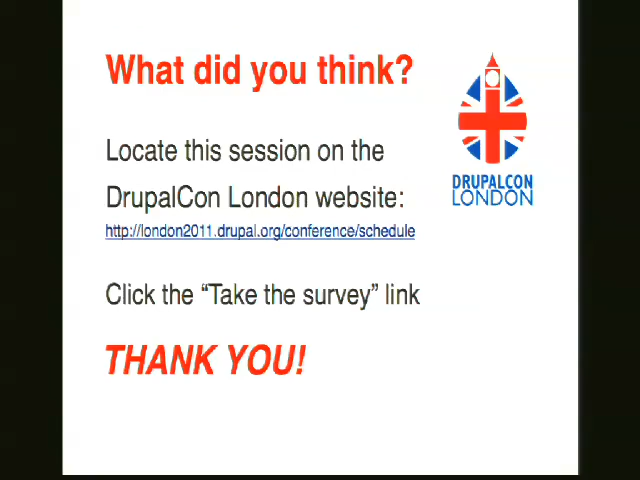 What did you think?
Locate this session on the
DrupalCon London website:
http://london2011.drupal.org/conference/schedule
Click the “Take the survey” link
THANK YOU!
DRUPALCON
LONDON